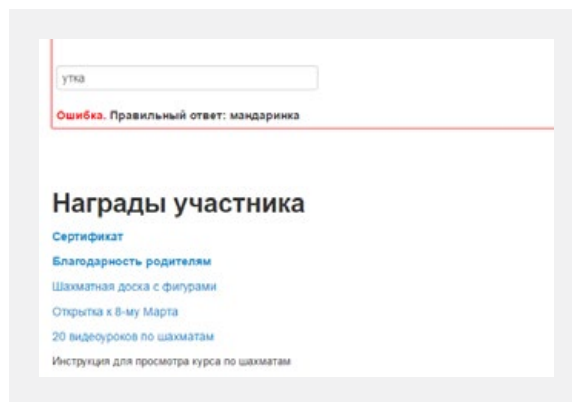 утка
Ошибка. Правильный ответ: мандаринка
Награды участника
Сертификат
Благодарность родителям
Шахматная доска с фигурами
Открытка к 8-му Марта
20 видеоуроков по шахматам
Инструкция для просмотра курса по шахматам